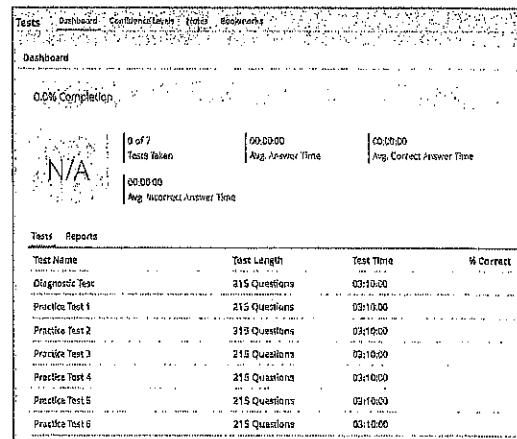 Tests Dashboard Confidence Levels Notes Bookmarks
Dashboard
0.0% Completion
N/A
0 of 7
Tests Taken
00:00:00
Avg. Answer Time
00:00:00
Avg. Correct Answer Time
00:00:00
Avg. Incorrect Answer Time
Tests Reports
Test Name Test Length Test Time % Correct
Diagnostic Test 215 Questions 03:10:00
Practice Test 1 215 Questions 03:10:00
Practice Test 2 215 Questions 03:10:00
Practice Test 3 215 Questions 03:10:00
Practice Test 4 215 Questions 03:10:00
Practice Test 5 215 Questions 03:10:00
Practice Test 6 215 Questions 03:10:00